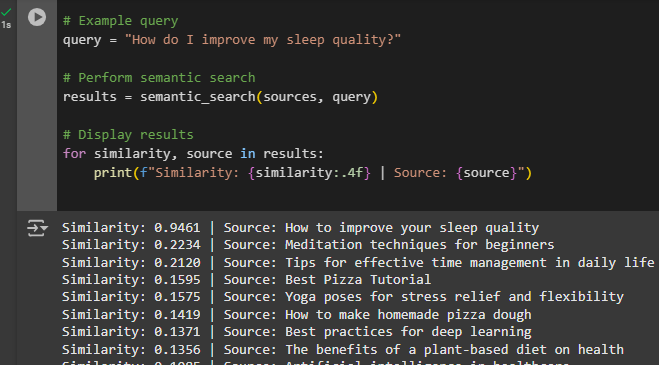 1s
# Example query
query = "How do I improve my sleep quality?"
# Perform semantic search
results = semantic_search(sources, query)
# Display results
for similarity, source in results:
    print(f"Similarity: {similarity:.4f} | Source: {source}")
Similarity: 0.9461 | Source: How to improve your sleep quality
Similarity: 0.2234 | Source: Meditation techniques for beginners
Similarity: 0.2120 | Source: Tips for effective time management in daily life
Similarity: 0.1595 | Source: Best Pizza Tutorial
Similarity: 0.1575 | Source: Yoga poses for stress relief and flexibility
Similarity: 0.1419 | Source: How to make homemade pizza dough
Similarity: 0.1371 | Source: Best practices for deep learning
Similarity: 0.1356 | Source: The benefits of a plant-based diet on health